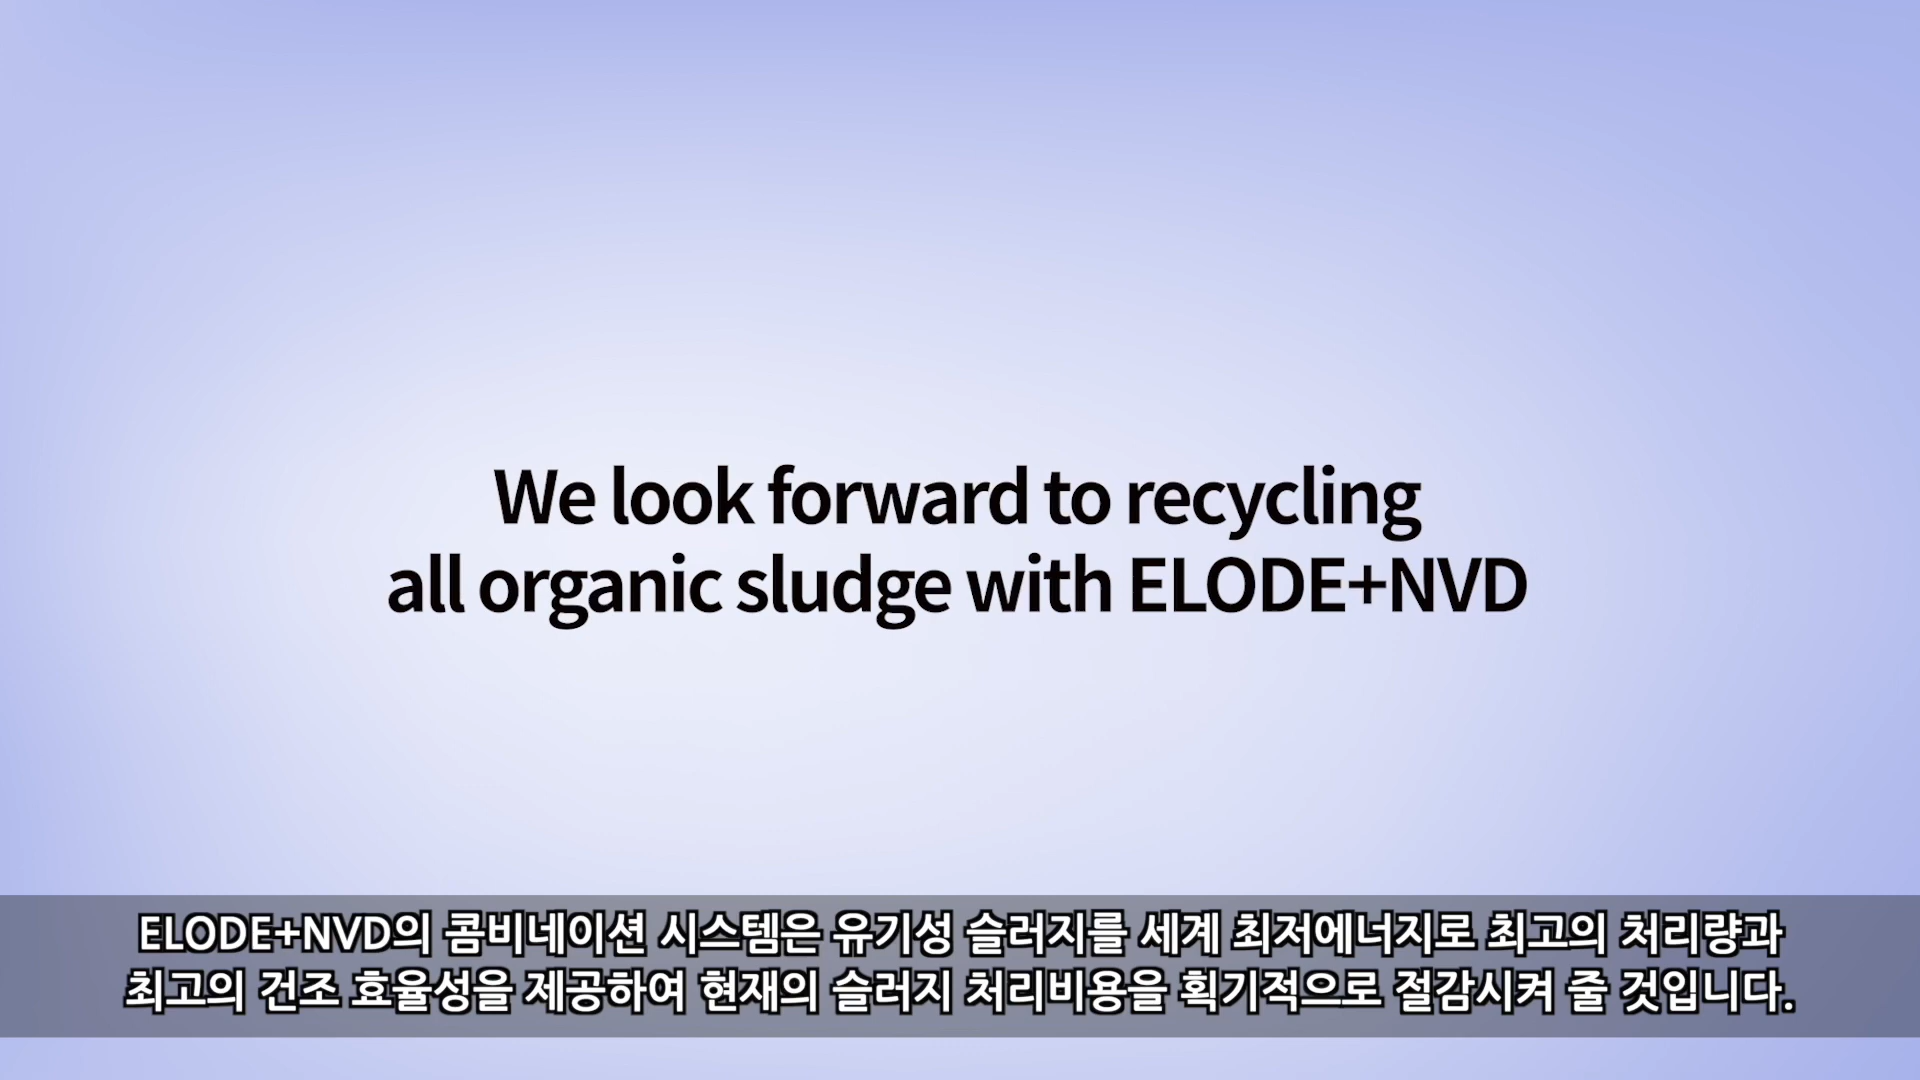 We look forward to recycling
all organic sludge with ELODE+NVD
ELODE+NVD의 콤비네이션 시스템은 유기성 슬러지를 세계 최저에너지로 최고의 처리량과
최고의 건조 효율성을 제공하여 현재의 슬러지 처리비용을 획기적으로 절감시켜 줄 것입니다.